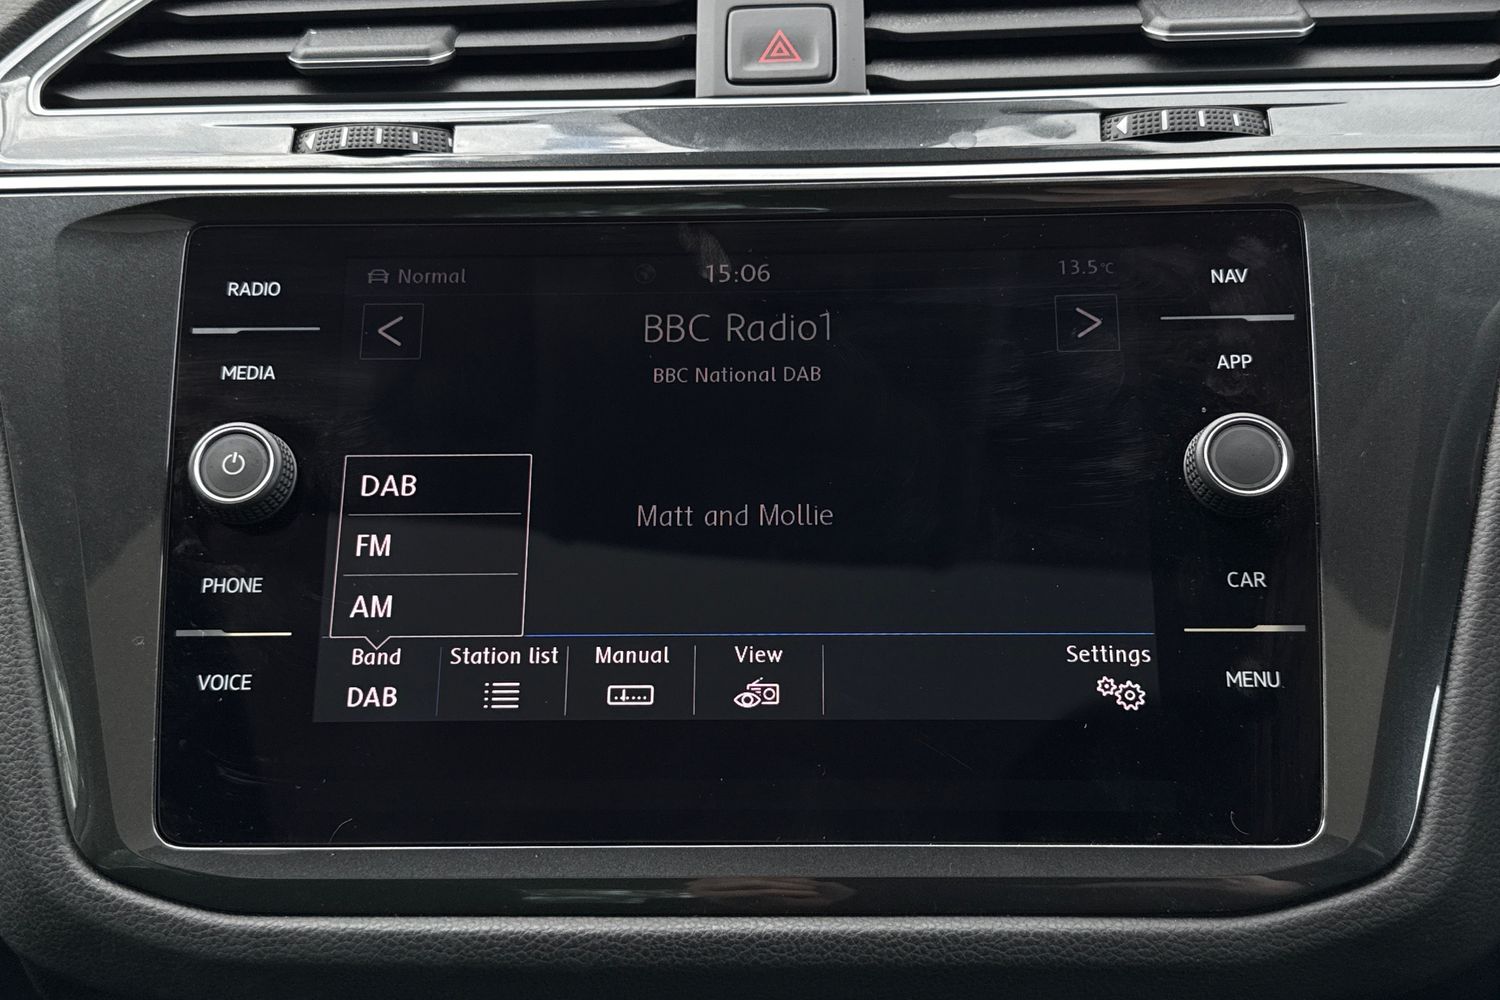 RADIO
MEDIA
PHONE
VOICE
Normal
15:06
13.5°C
BBC Radio1
BBC National DAB
Matt and Mollie
DAB
FM
AM
Band
DAB
Station list
Manual
View
Settings
NAV
APP
CAR
MENU